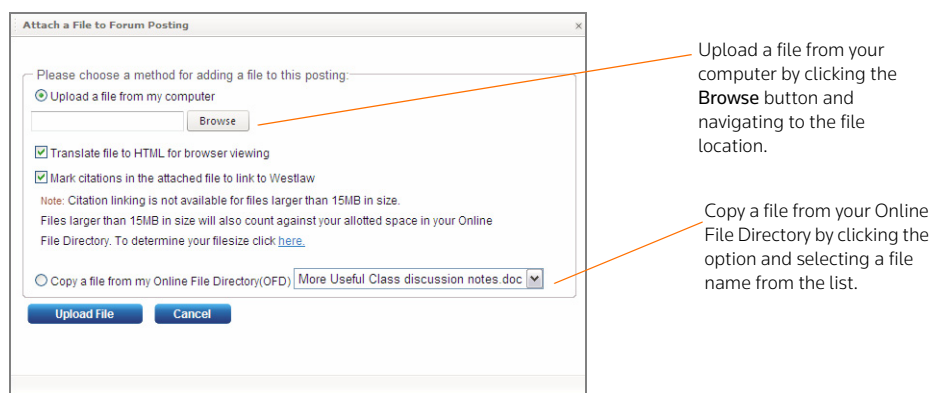 Attach a File to Forum Posting
×
Please choose a method for adding a file to this posting:
Upload a file from my computer
Browse
Translate file to HTML for browser viewing
Mark citations in the attached file to link to Westlaw
Note: Citation linking is not available for files larger than 15MB in size.
Files larger than 15MB in size will also count against your allotted space in your Online
File Directory. To determine your filesize click here.
Copy a file from my Online File Directory(OFD) More Useful Class discussion notes.doc
Upload File Cancel
Upload a file from your
computer by clicking the
Browse button and
navigating to the file
location.
Copy a file from your Online
File Directory by clicking the
option and selecting a file
name from the list.